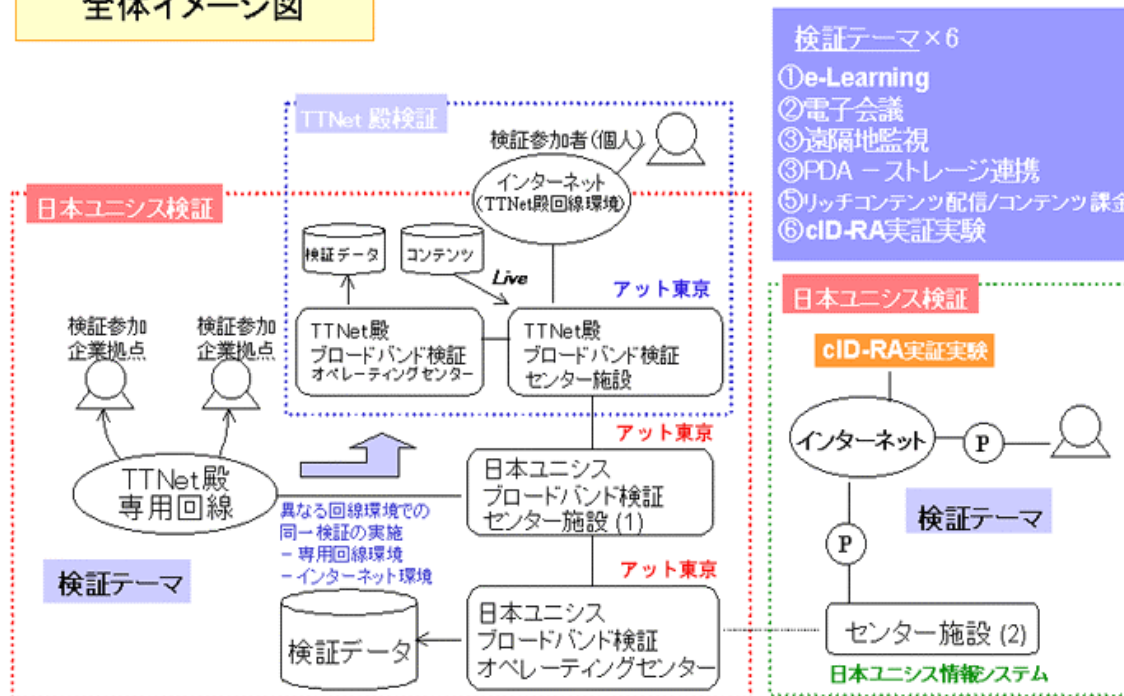 全体イメージ図
検証テーマ×6
①e-Learning
②電子会議
③遠隔地監視
③PDA －ストレージ連携
⑤リッチコンテンツ配信/コンテンツ課金
⑥cID-RA実証実験
TTNet 殿検証
検証参加者(個人)
インターネット
(TTNet殿回線環境)
日本ユニシス検証
検証データ
コンテンツ
Live
アット東京
TTNet殿
ブロードバンド検証
オペレーティングセンター
TTNet殿
ブロードバンド検証
センター施設
検証参加
企業拠点
検証参加
企業拠点
アット東京
TTNet殿
専用回線
日本ユニシス
ブロードバンド検証
センター施設 (1)
異なる回線環境での
同一検証の実施
－ 専用回線環境
－インターネット環境
検証テーマ
アット東京
検証データ
日本ユニシス
ブロードバンド検証
オペレーティングセンター
日本ユニシス検証
cID-RA実証実験
インターネット
P
検証テーマ
P
センター施設 (2)
日本ユニシス情報システム